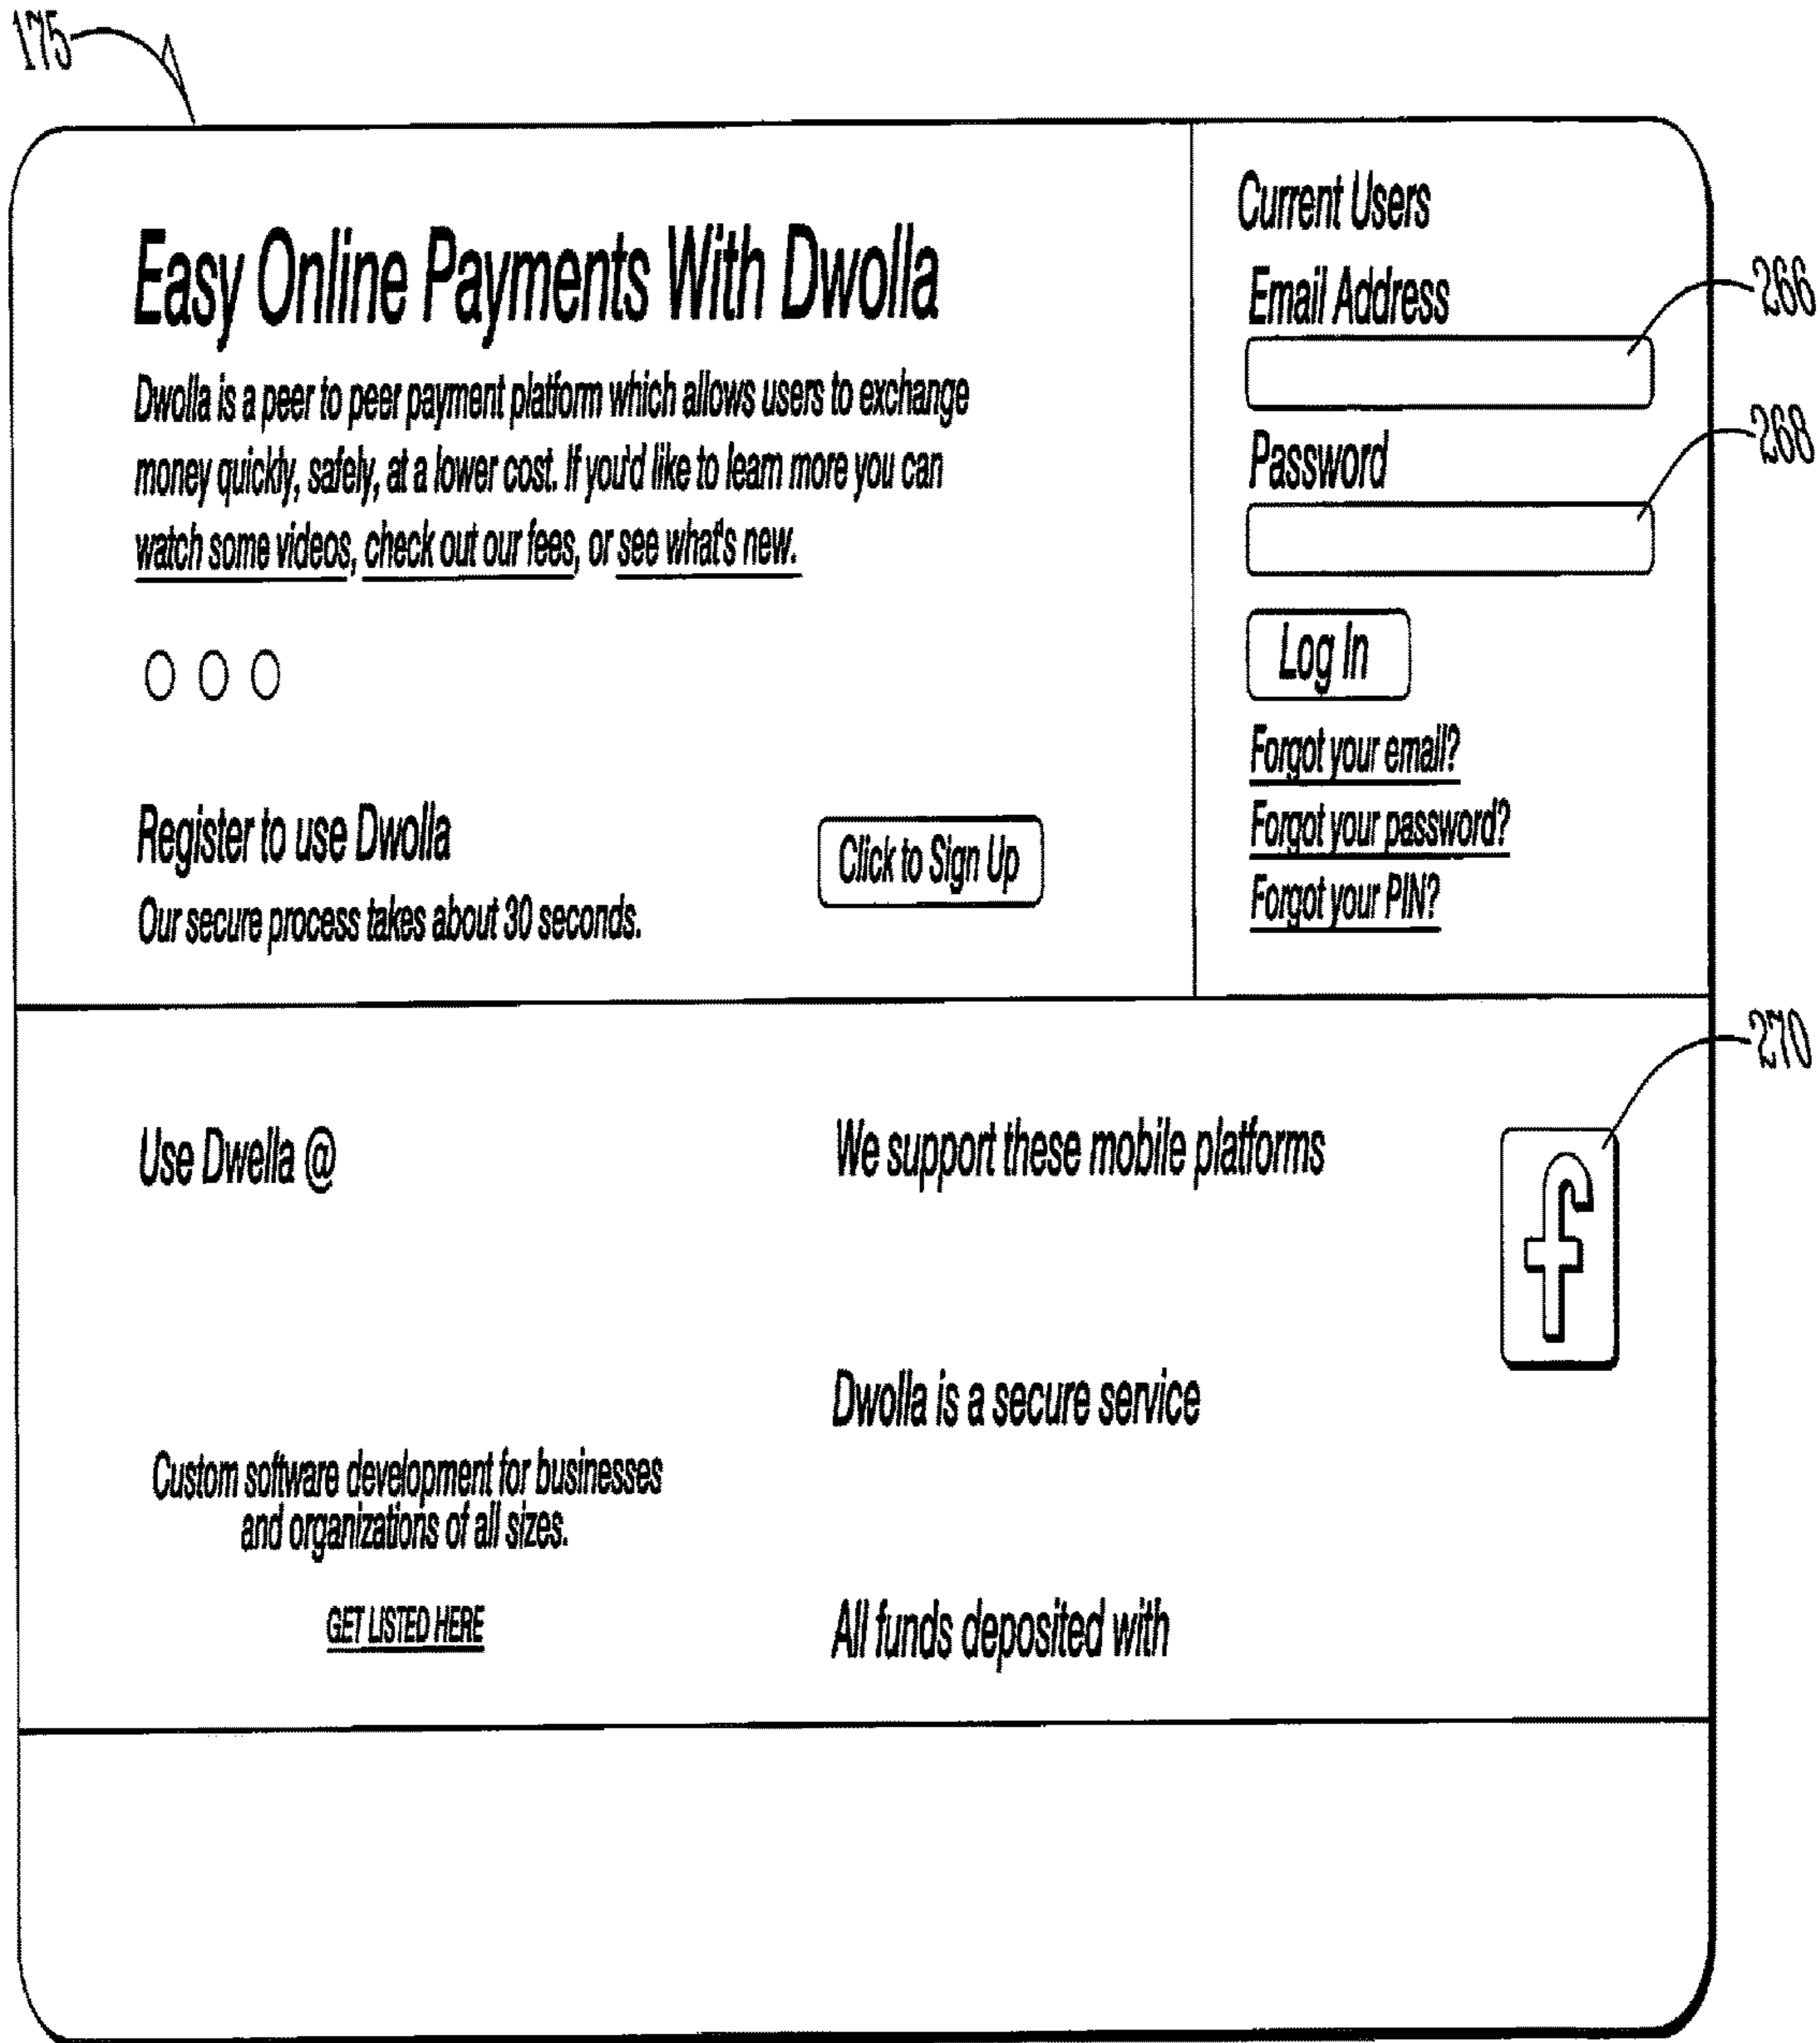 175
Easy Online Payments With Dwolla
Dwolla is a peer to peer payment platform which allows users to exchange
money quickly, safely, at a lower cost. If you'd like to learn more you can
watch some videos, check out our fees, or see what's new.
Register to use Dwolla
Our secure process takes about 30 seconds.
Click to Sign Up
Current Users
Email Address
266
Password
268
Log In
Forgot your email?
Forgot your password?
Forgot your PIN?
Use Dwella @
Custom software development for businesses
and organizations of all sizes.
GET LISTED HERE
We support these mobile platforms
Dwolla is a secure service
All funds deposited with
270
f